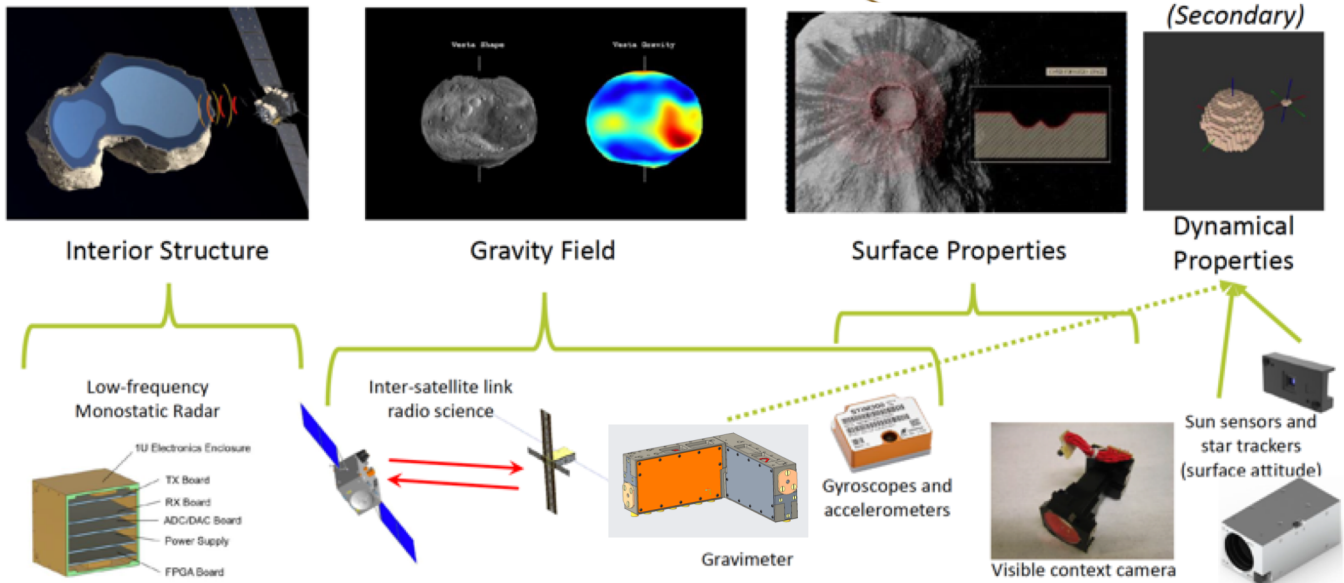 (Secondary)
Vesta Shape
Vesta Gravity
Interior Structure
Gravity Field
Surface Properties
Dynamical
Properties
Low-frequency
Monostatic Radar
1U Electronics Enclosure
TX Board
RX Board
ADC/DAC Board
Power Supply
FPGA Board
Inter-satellite link
radio science
Gravimeter
STIM300
Gyroscopes and
accelerometers
Visible context camera
Sun sensors and
star trackers
(surface attitude)